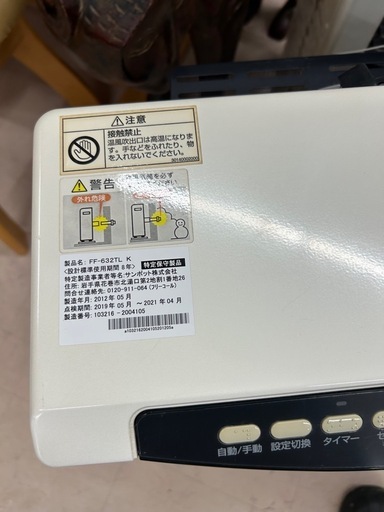 ⚠注意
接触禁止
温風吹出口は高温になりま
す。手などをふれたり、物
を入れないでください。
⚠警告
外れ危険
製品名: FF-632TL K
<設計標準使用期間 8年> 特定保守製品
特定製造事業者等名:サンポット株式会社
住所:岩手県花巻市北湯口第2地割1番地26
問合せ連絡先:0120-911-064 (フリーコール)
製造年月: 2012年 05月
点検期間: 2019年 05月 ～ 2021年 04月
製造番号: 103216 -2004105
自動/手動 設定切換 タイマー